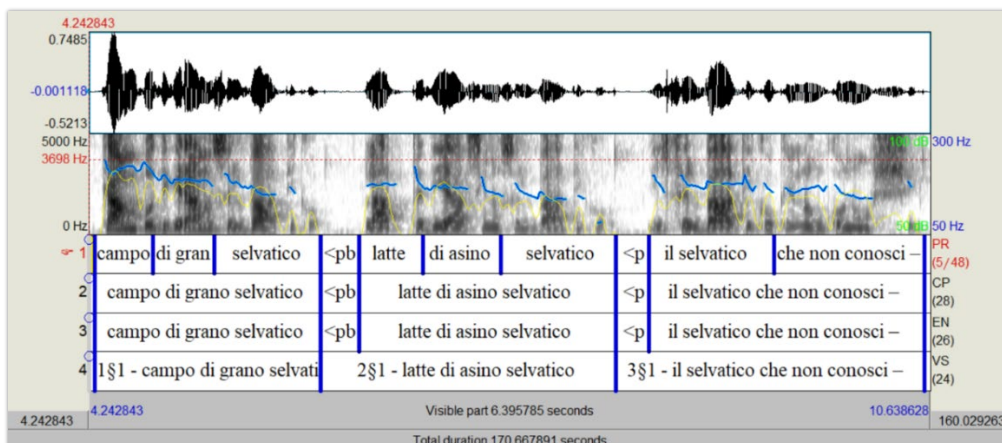 4.242843
0.7485
-0.001118
-0.5213
5000 Hz 100 dB 300 Hz
3698 Hz
0 Hz 50 dB 50 Hz
1 campo di gran selvatico <pb latte di asino selvatico <p il selvatico che non conosci – PR (5/48)
2 campo di grano selvatico <pb latte di asino selvatico <p il selvatico che non conosci – CP (28)
3 campo di grano selvatico <pb latte di asino selvatico <p il selvatico che non conosci – EN (26)
4 1§1 - campo di grano selvati 2§1 - latte di asino selvatico 3§1 - il selvatico che non conosci – VS (24)
4.242843 Visible part 6.395785 seconds 10.638628
4.242843 160.029263
Total duration 170.667891 seconds